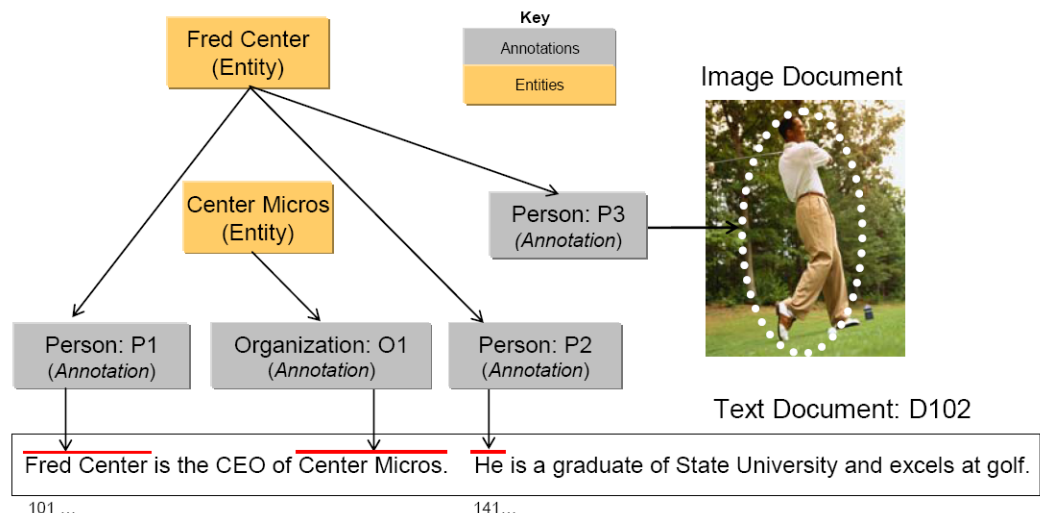 Key
Fred Center
(Entity)
Annotations
Entities
Image Document
Center Micros
(Entity)
Person: P3
(Annotation)
Person: P1
(Annotation)
Organization: O1
(Annotation)
Person: P2
(Annotation)
Text Document: D102
Fred Center is the CEO of Center Micros. He is a graduate of State University and excels at golf.
101 ...
141...